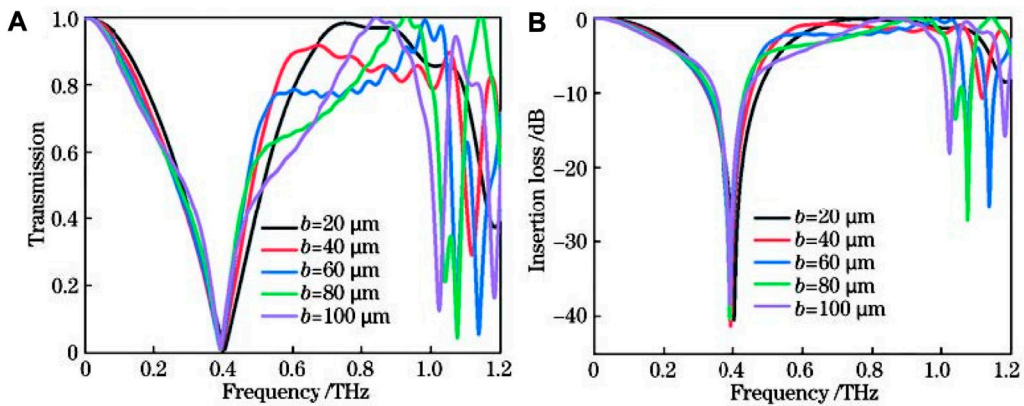 A
Transmission
1.0
0.8
0.6
0.4
0.2
0
b=20 μm
b=40 μm
b=60 μm
b=80 μm
b=100 μm
0 0.2 0.4 0.6 0.8 1.0 1.2
Frequency /THz
B
Insertion loss /dB
0
−10
−20
−30
−40
b=20 μm
b=40 μm
b=60 μm
b=80 μm
b=100 μm
0 0.2 0.4 0.6 0.8 1.0 1.2
Frequency /THz